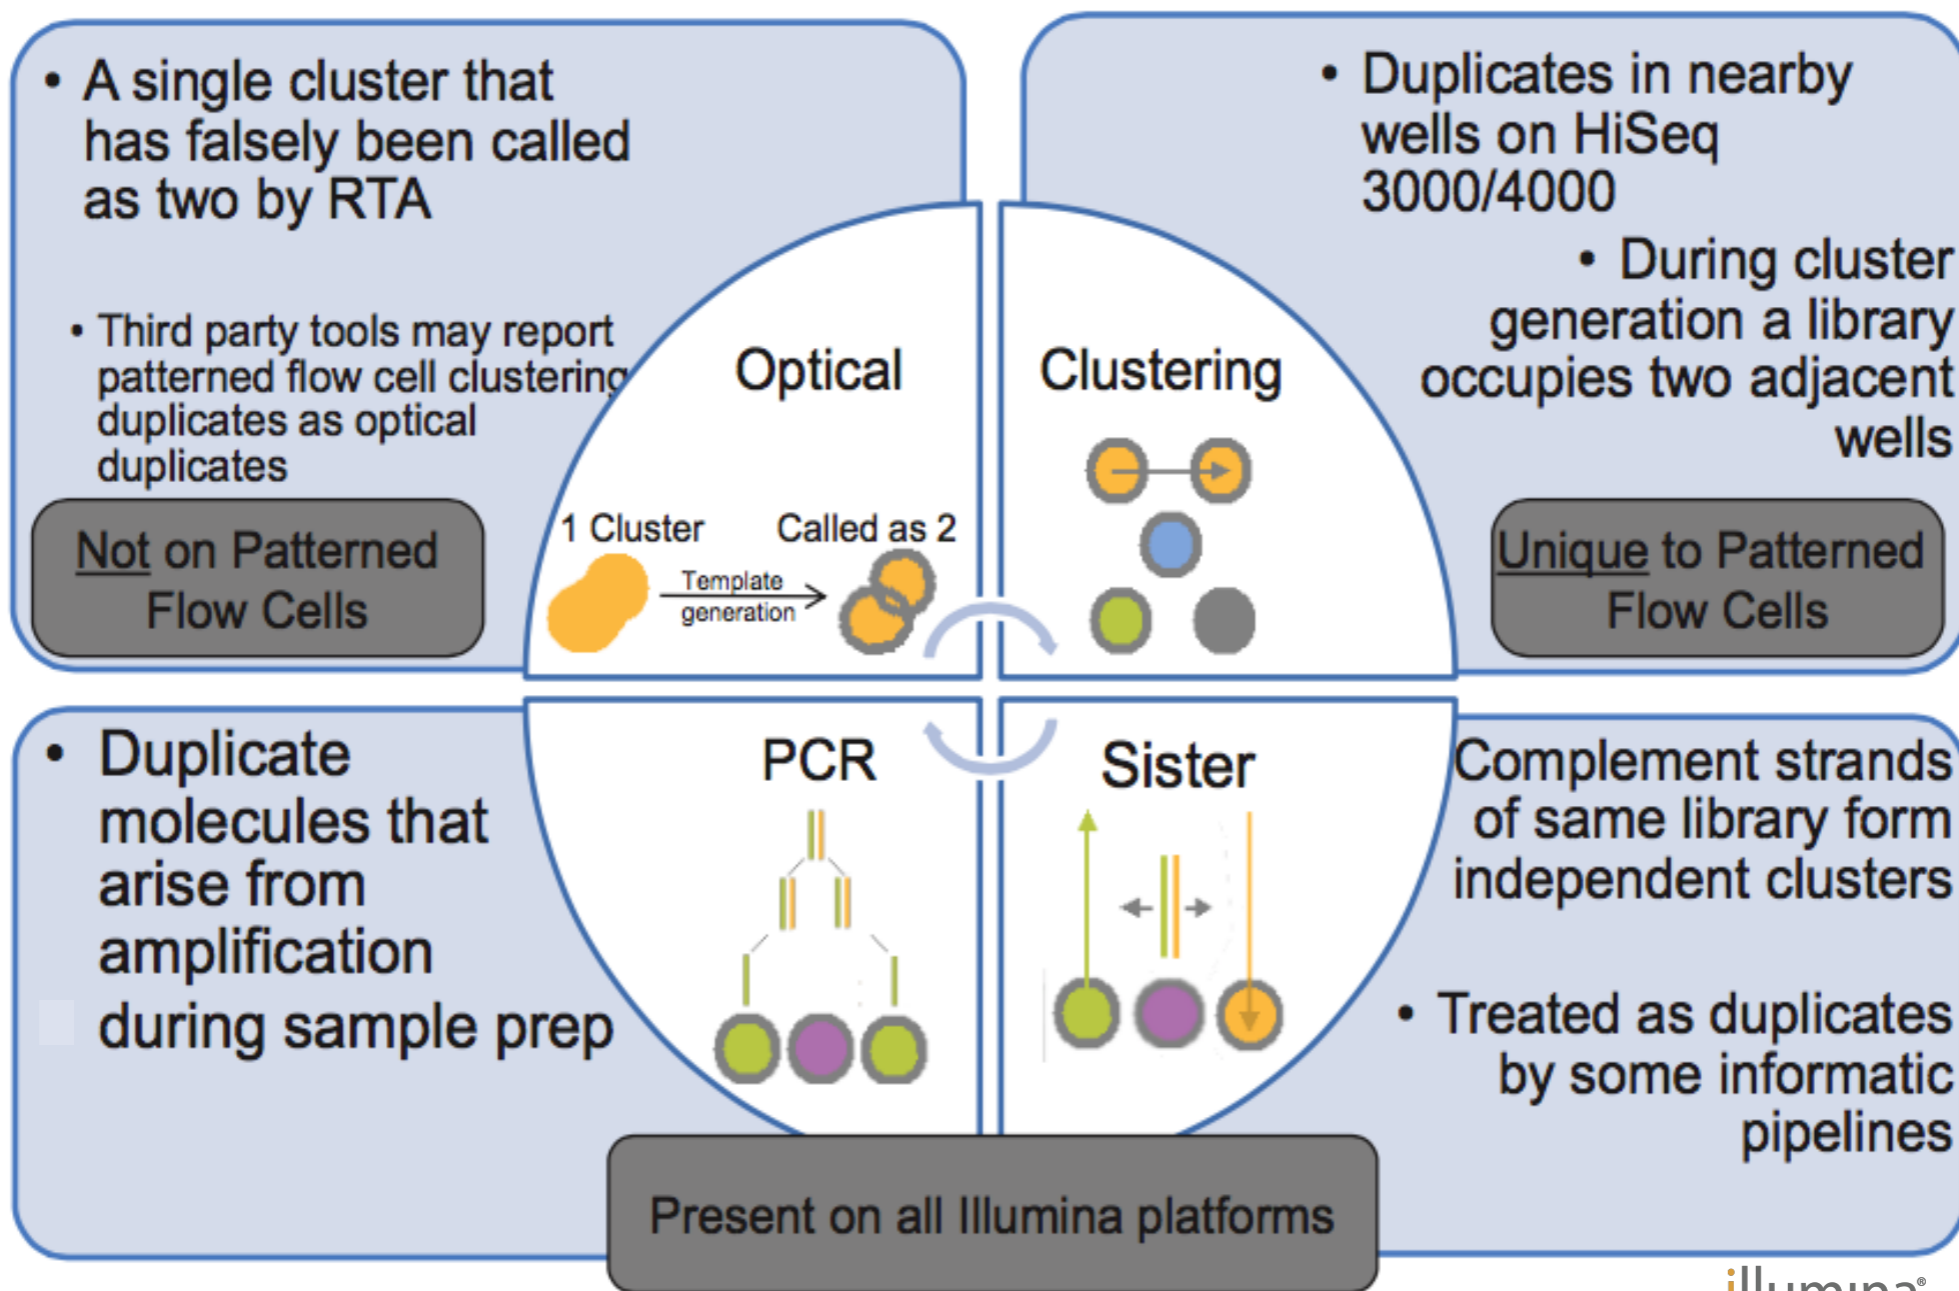 • A single cluster that
has falsely been called
as two by RTA
• Third party tools may report
patterned flow cell clustering
duplicates as optical
duplicates
Not on Patterned
Flow Cells
Optical
1 Cluster
Called as 2
Template
generation
• Duplicates in nearby
wells on HiSeq
3000/4000
• During cluster
generation a library
occupies two adjacent
wells
Clustering
Unique to Patterned
Flow Cells
• Duplicate
molecules that
arise from
amplification
during sample prep
PCR
Sister
Complement strands
of same library form
independent clusters
• Treated as duplicates
by some informatic
pipelines
Present on all Illumina platforms
illumina®